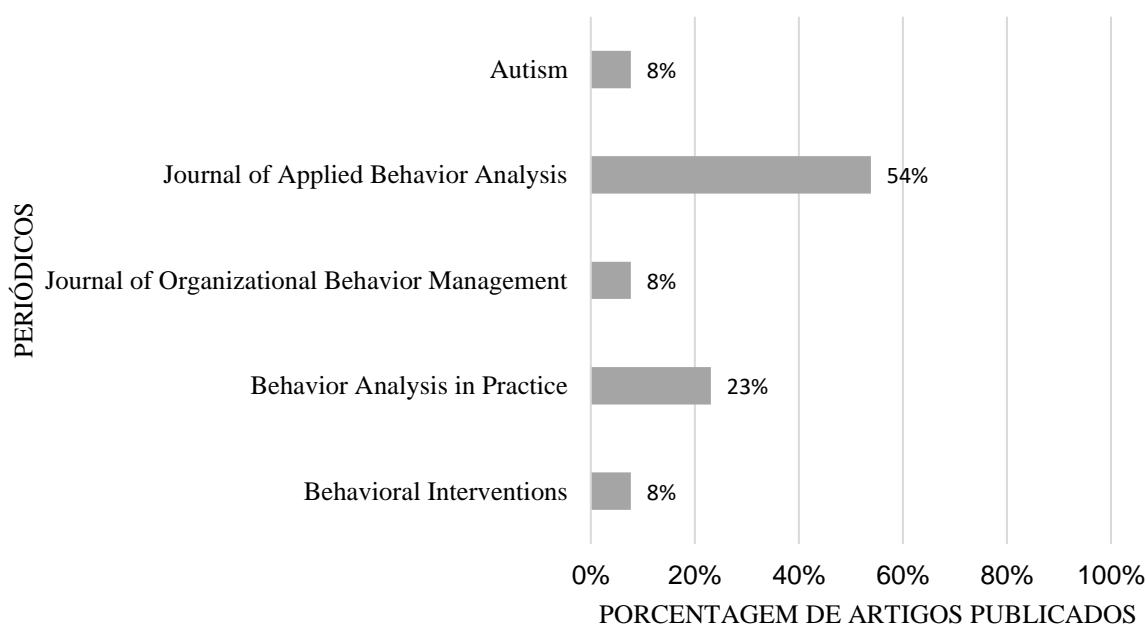 PERIÓDICOS
Autism 8%
Journal of Applied Behavior Analysis 54%
Journal of Organizational Behavior Management 8%
Behavior Analysis in Practice 23%
Behavioral Interventions 8%
0% 20% 40% 60% 80% 100%
PORCENTAGEM DE ARTIGOS PUBLICADOS